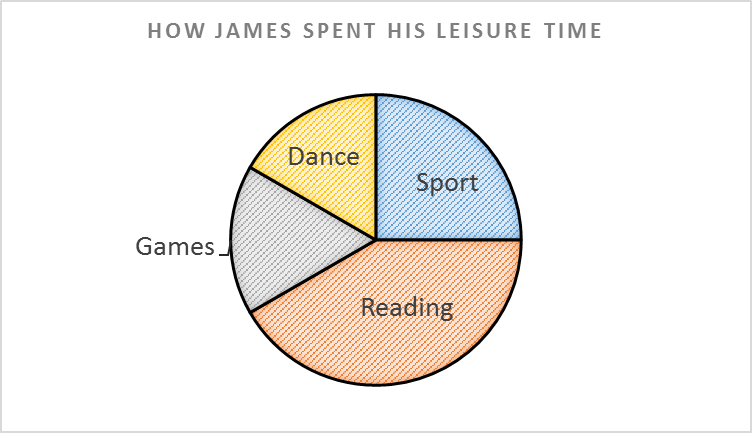 HOW JAMES SPENT HIS LEISURE TIME
Dance
Sport
Games
Reading